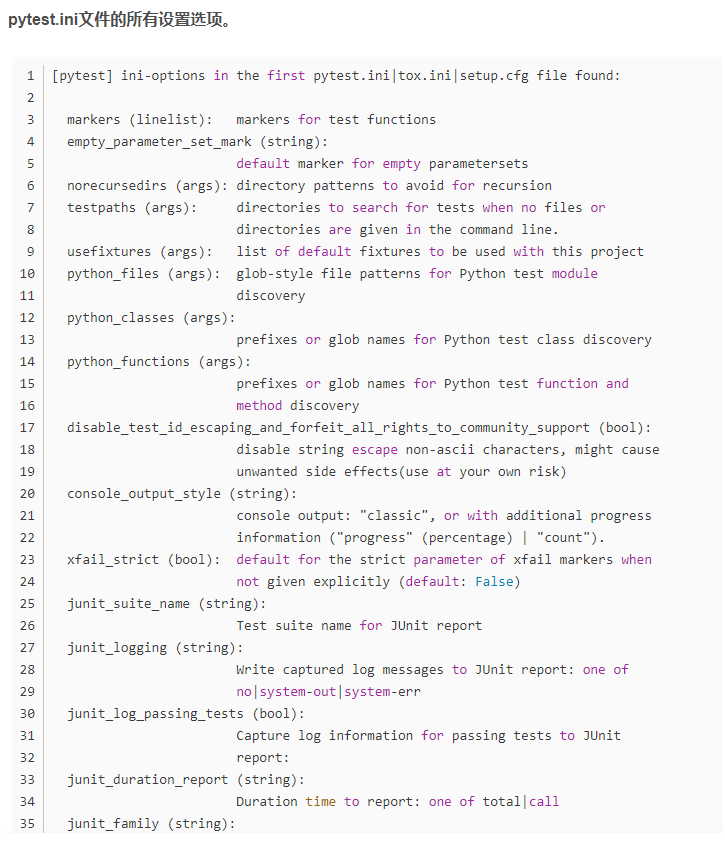 pytest.ini文件的所有设置选项。
1 [pytest] ini-options in the first pytest.ini|tox.ini|setup.cfg file found:
2
3 markers (linelist): markers for test functions
4 empty_parameter_set_mark (string):
5 default marker for empty parametersets
6 norecursedirs (args): directory patterns to avoid for recursion
7 testpaths (args): directories to search for tests when no files or
8 directories are given in the command line.
9 usefixtures (args): list of default fixtures to be used with this project
10 python_files (args): glob-style file patterns for Python test module
11 discovery
12 python_classes (args):
13 prefixes or glob names for Python test class discovery
14 python_functions (args):
15 prefixes or glob names for Python test function and
16 method discovery
17 disable_test_id_escaping_and_forfeit_all_rights_to_community_support (bool):
18 disable string escape non-ascii characters, might cause
19 unwanted side effects(use at your own risk)
20 console_output_style (string):
21 console output: "classic", or with additional progress
22 information ("progress" (percentage) | "count").
23 xfail_strict (bool): default for the strict parameter of xfail markers when
24 not given explicitly (default: False)
25 junit_suite_name (string):
26 Test suite name for JUnit report
27 junit_logging (string):
28 Write captured log messages to JUnit report: one of
29 no|system-out|system-err
30 junit_log_passing_tests (bool):
31 Capture log information for passing tests to JUnit
32 report:
33 junit_duration_report (string):
34 Duration time to report: one of total|call
35 junit_family (string):